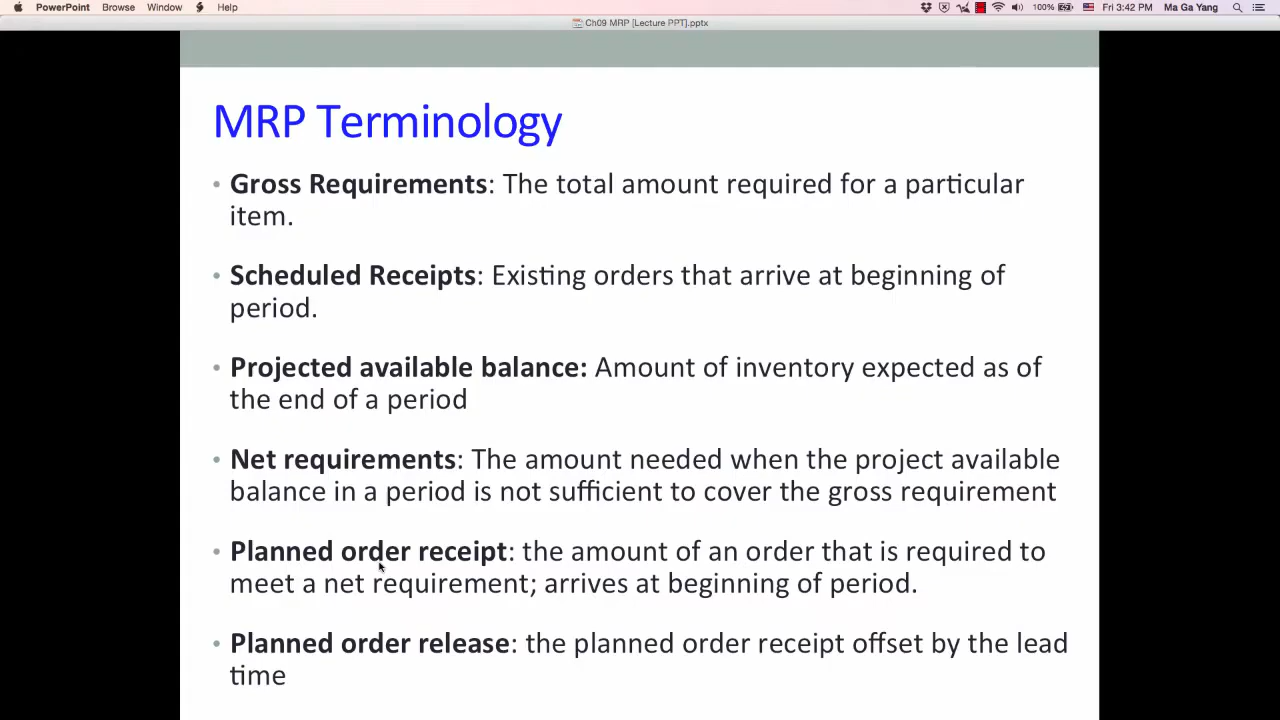 PowerPoint Browse Window Help 100% Fri 3:42 PM Ma Ga Yang
Ch09 MRP [Lecture PPT].pptx
MRP Terminology
• Gross Requirements: The total amount required for a particular
item.
• Scheduled Receipts: Existing orders that arrive at beginning of
period.
• Projected available balance: Amount of inventory expected as of
the end of a period
• Net requirements: The amount needed when the project available
balance in a period is not sufficient to cover the gross requirement
• Planned order receipt: the amount of an order that is required to
meet a net requirement; arrives at beginning of period.
• Planned order release: the planned order receipt offset by the lead
time